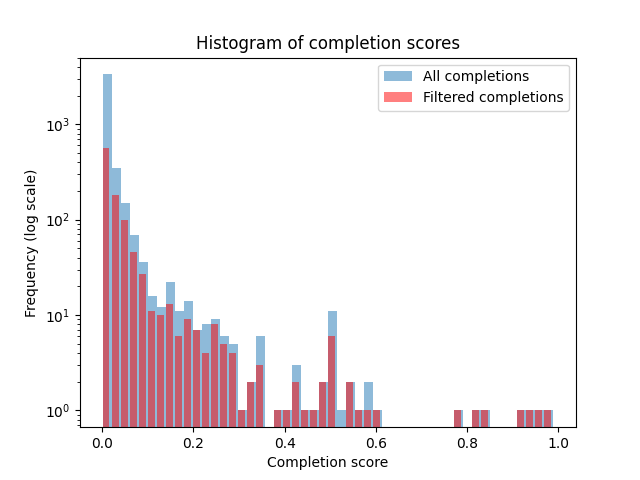 Histogram of completion scores
All completions
Filtered completions
Frequency (log scale)
10³
10²
10¹
10⁰
0.0 0.2 0.4 0.6 0.8 1.0
Completion score